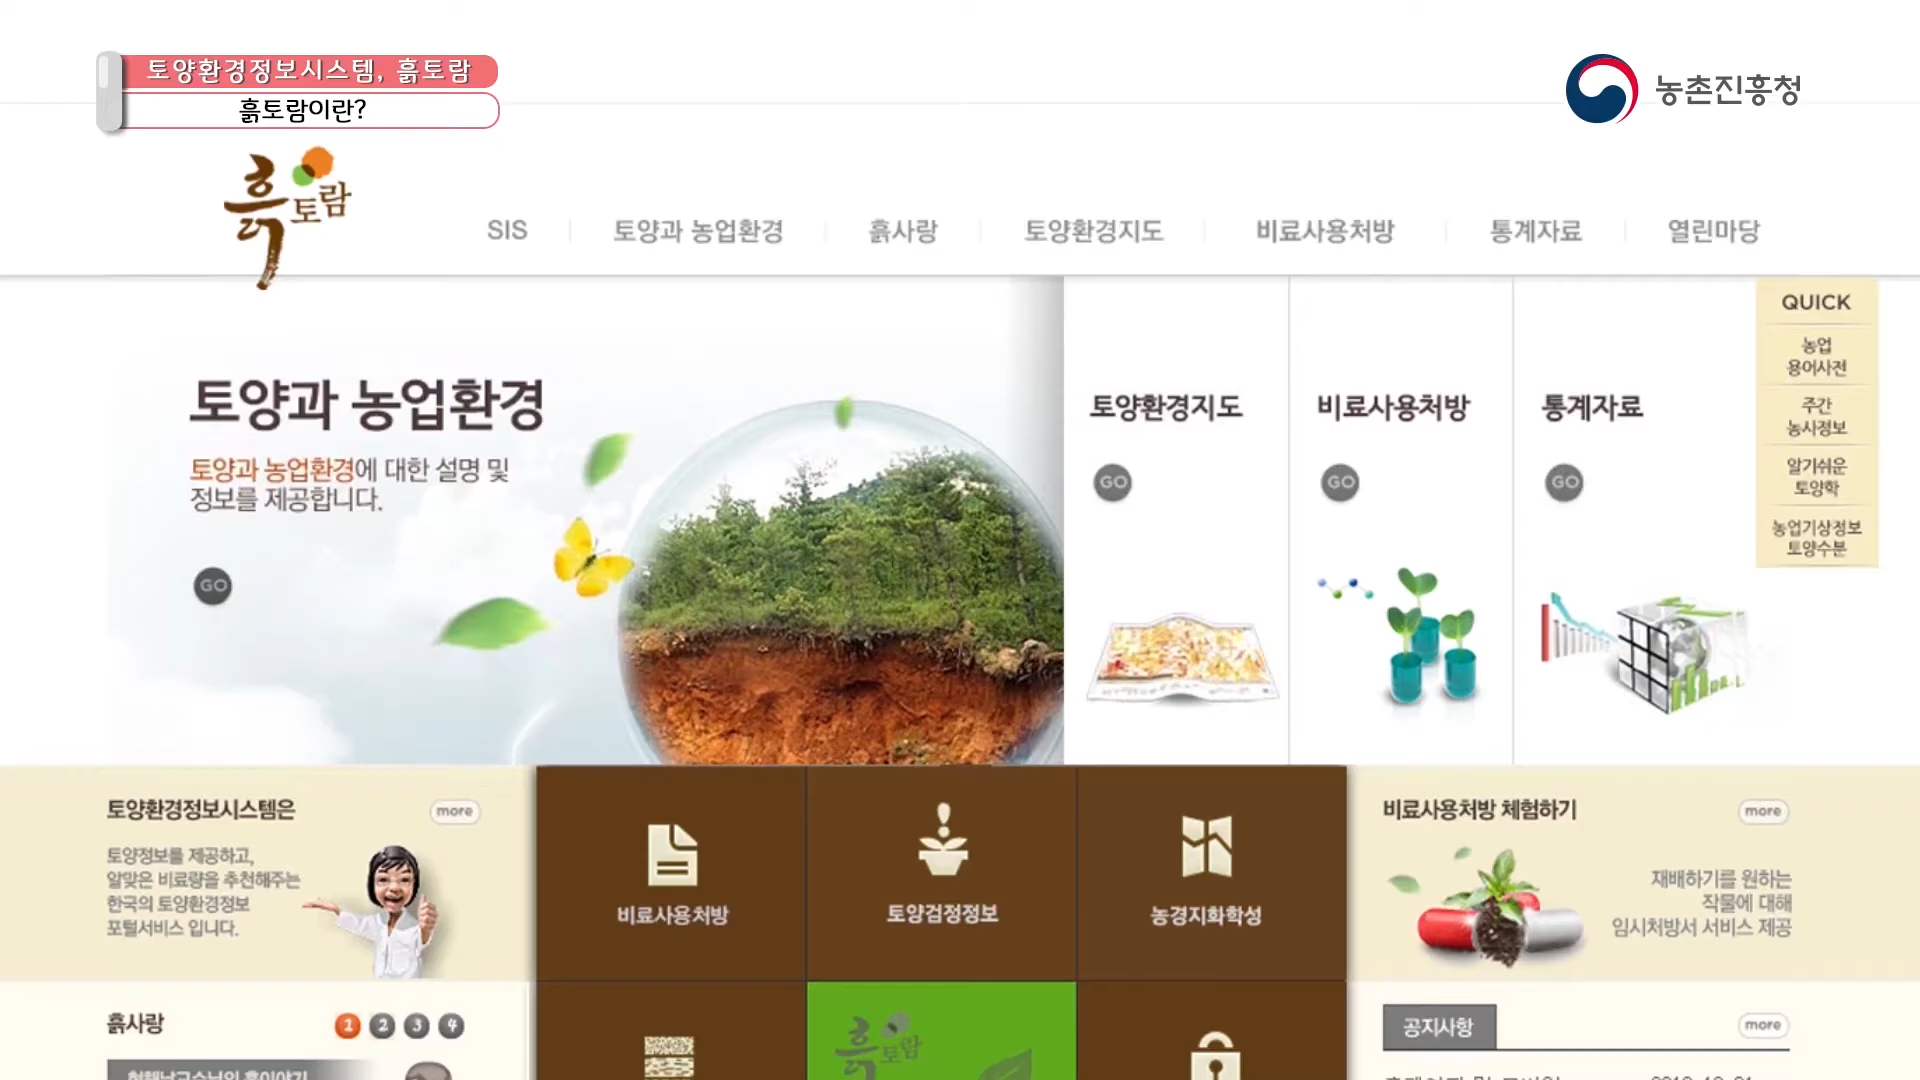 토양환경정보시스템, 흙토람
흙토람이란?
농촌진흥청
흙토람
SIS
토양과 농업환경
흙사랑
토양환경지도
비료사용처방
통계자료
열린마당
토양과 농업환경
토양과 농업환경에 대한 설명 및
정보를 제공합니다.
GO
토양환경지도
GO
비료사용처방
GO
통계자료
GO
QUICK
농업
용어사전
주간
농사정보
알기쉬운
토양학
농업기상정보
토양수분
토양환경정보시스템은
more
토양정보를 제공하고,
알맞은 비료량을 추천해주는
한국의 토양환경정보
포털서비스 입니다.
비료사용처방
토양검정정보
농경지화학성
비료사용처방 체험하기
more
재배하기를 원하는
작물에 대해
임시처방서 서비스 제공
흙사랑
1 2 3 4
흙토람
공지사항
more